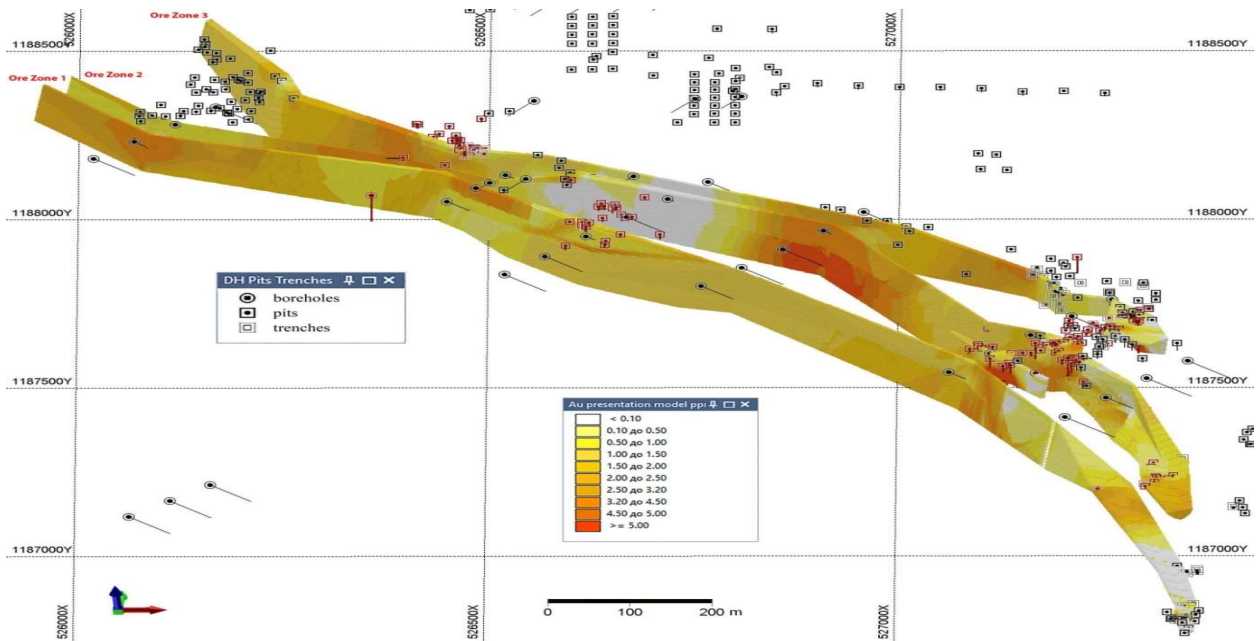 Ore Zone 3
526000X
526500X
527000X
1188500Y
1188500Y
Ore Zone 1
Ore Zone 2
1188000Y
1188000Y
DH Pits Trenches
boreholes
pits
trenches
1187500Y
1187500Y
Au presentation model ppı
< 0.10
0.10 до 0.50
0.50 до 1.00
1.00 до 1.50
1.50 до 2.00
2.00 до 2.50
2.50 до 3.20
3.20 до 4.50
4.50 до 5.00
>= 5.00
1187000Y
1187000Y
0 100 200 m
526000X
526500X
527000X